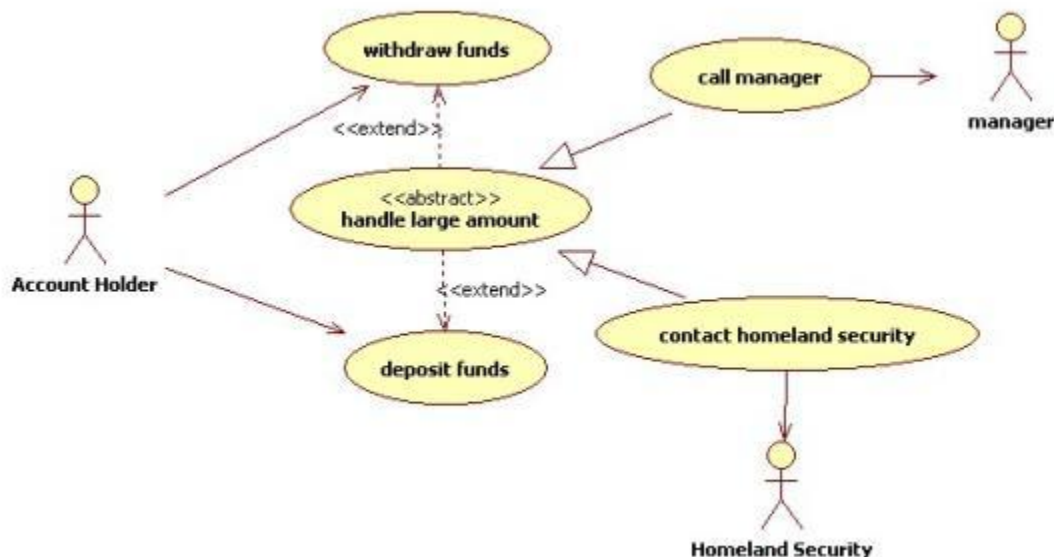 withdraw funds
call manager
manager
<<extend>>
<<abstract>>
handle large amount
Account Holder
<<extend>>
contact homeland security
deposit funds
Homeland Security